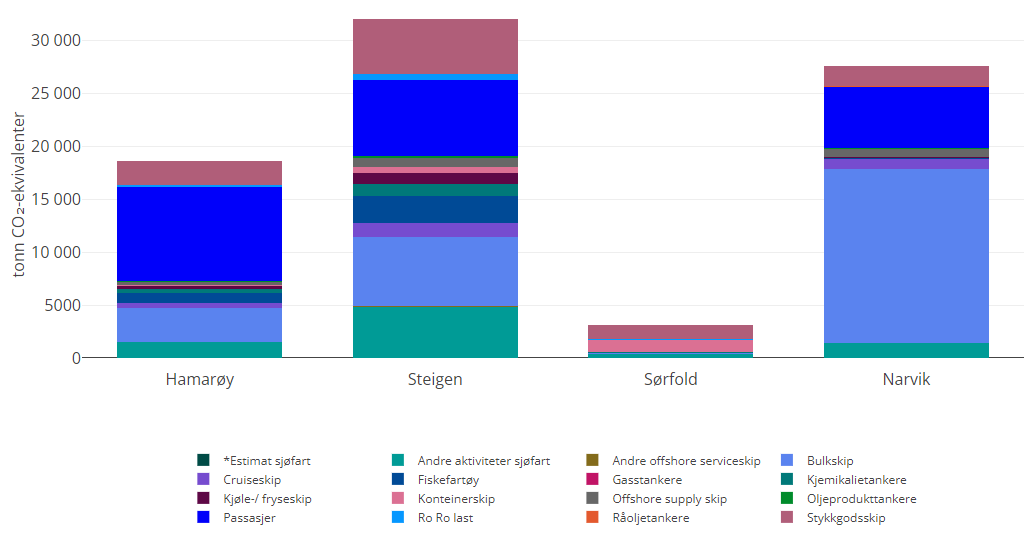 tonn CO₂-ekvivalenter
30 000
25 000
20 000
15 000
10 000
5000
0
Hamarøy Steigen Sørfold Narvik
*Estimat sjøfart Andre aktiviteter sjøfart Andre offshore serviceskip Bulkskip
Cruiseskip Fiskefartøy Gasstankere Kjemikalietankere
Kjøle-/ fryseskip Konteinerskip Offshore supply skip Oljeprodukttankere
Passasjer Ro Ro last Råoljetankere Stykkgodsskip